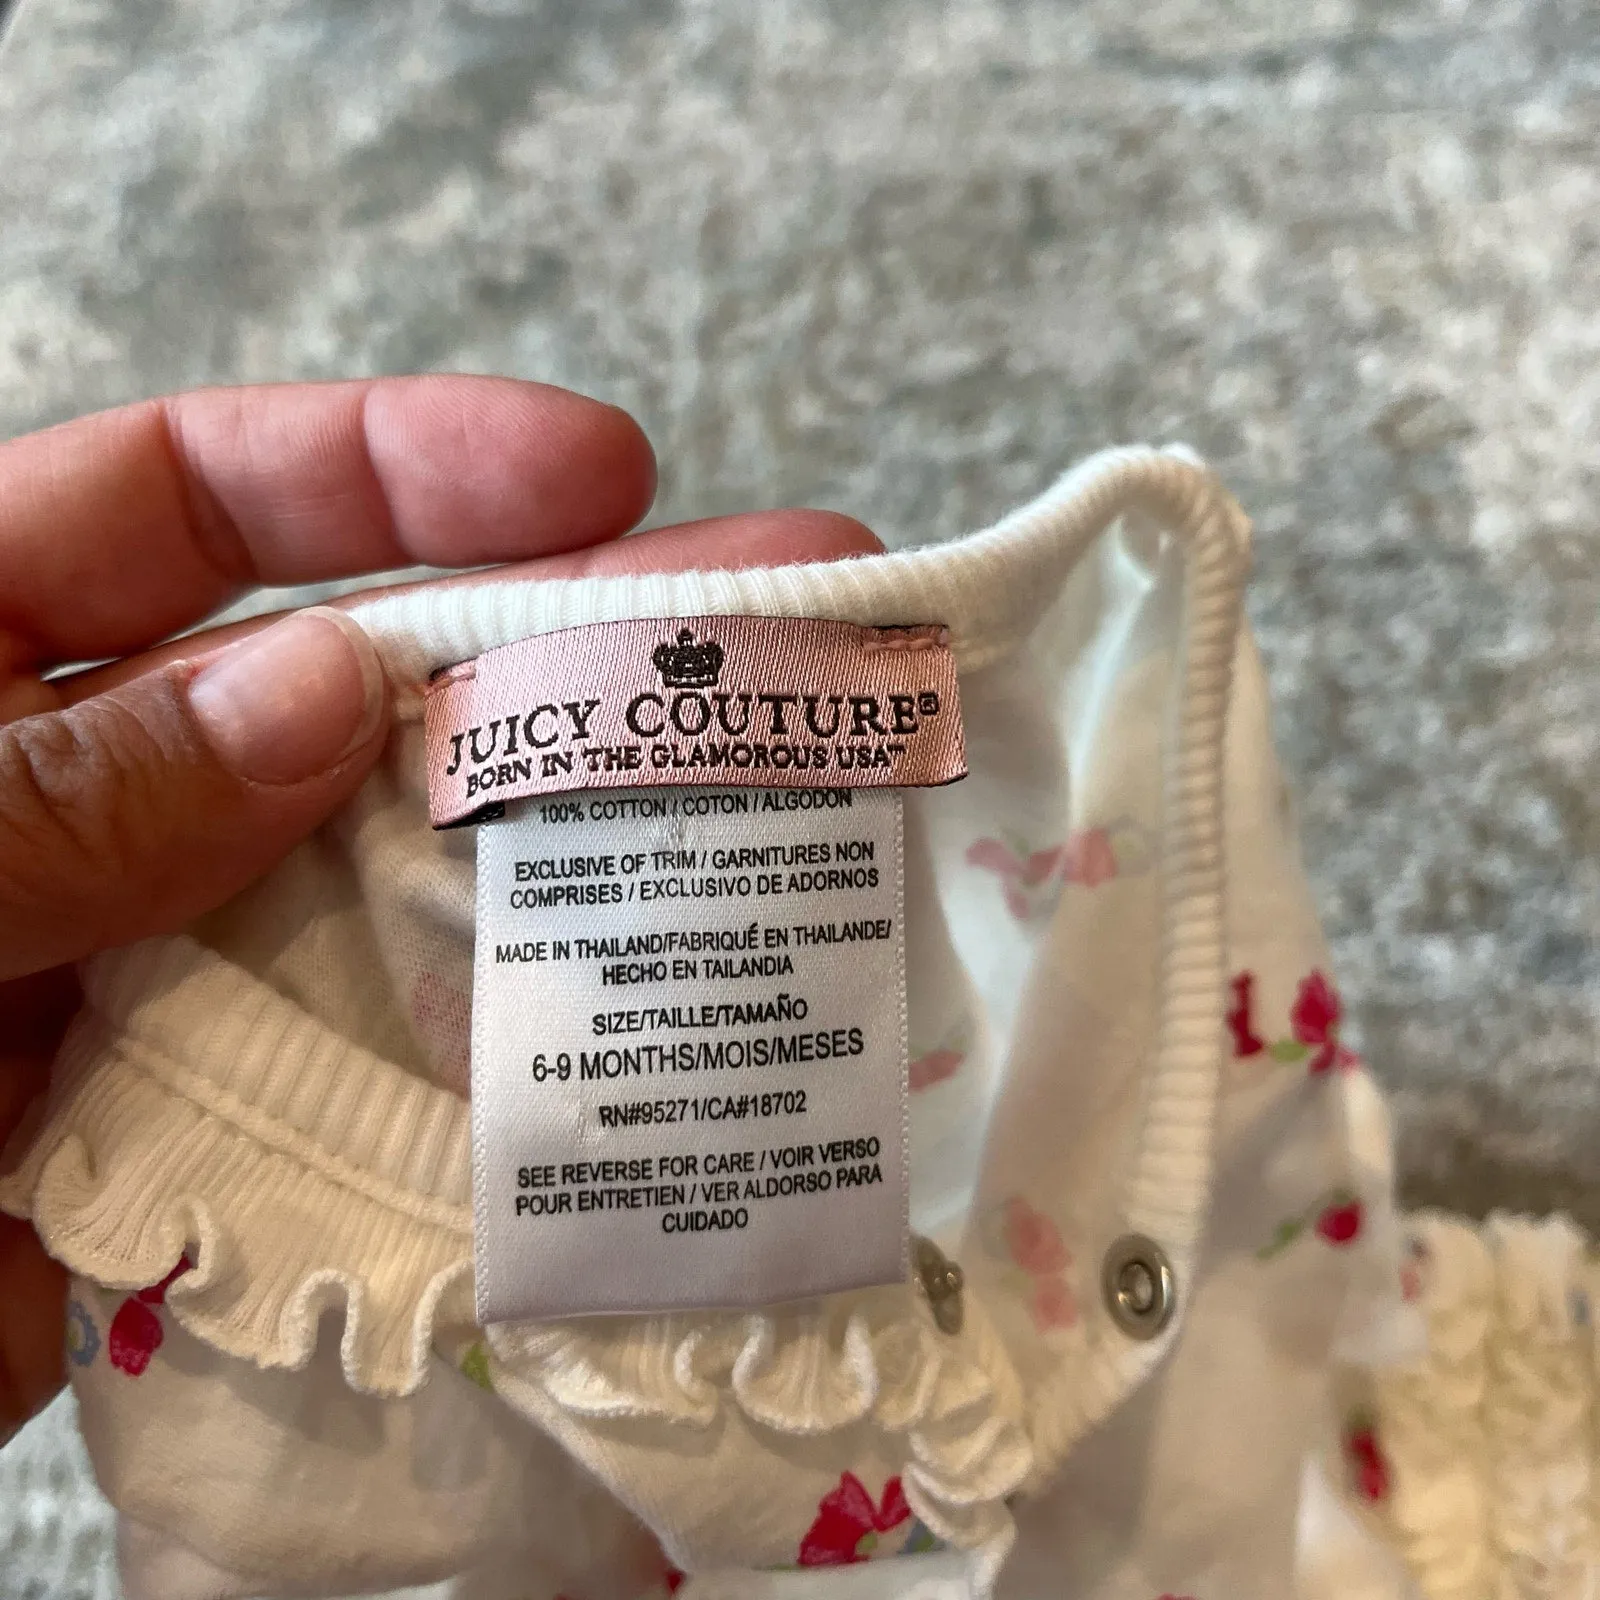 JUICY COUTURE®
BORN IN THE GLAMOROUS USA™
100% COTTON / COTON / ALGODON
EXCLUSIVE OF TRIM / GARNITURES NON
COMPRISES / EXCLUSIVO DE ADORNOS
MADE IN THAILAND/FABRIQUÉ EN THAILANDE/
HECHO EN TAILANDIA
SIZE/TAILLE/TAMAÑO
6-9 MONTHS/MOIS/MESES
RN#95271/CA#18702
SEE REVERSE FOR CARE / VOIR VERSO
POUR ENTRETIEN / VER ALDORSO PARA
CUIDADO